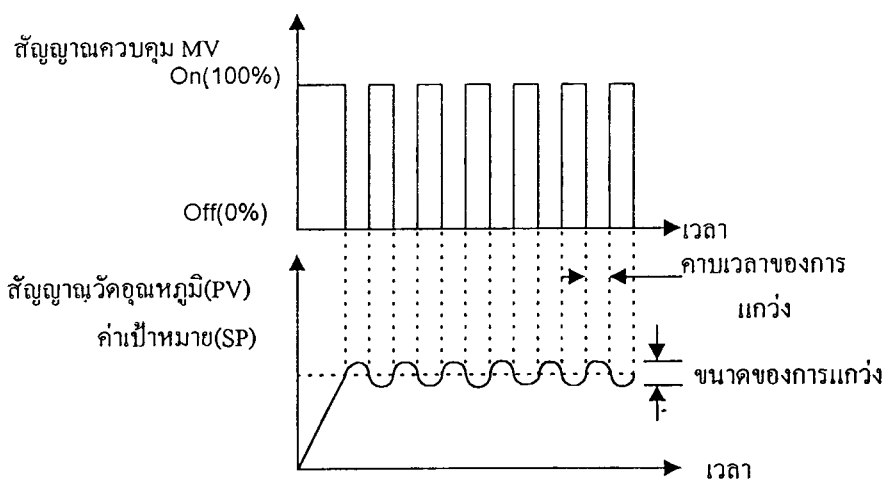 สัญญาณควบคุม MV
On(100%)
Off(0%)
เวลา
สัญญาณวัดอุณหภูมิ(PV)
ค่าเป้าหมาย(SP)
คาบเวลาของการ
แกว่ง
ขนาดของการแกว่ง
เวลา